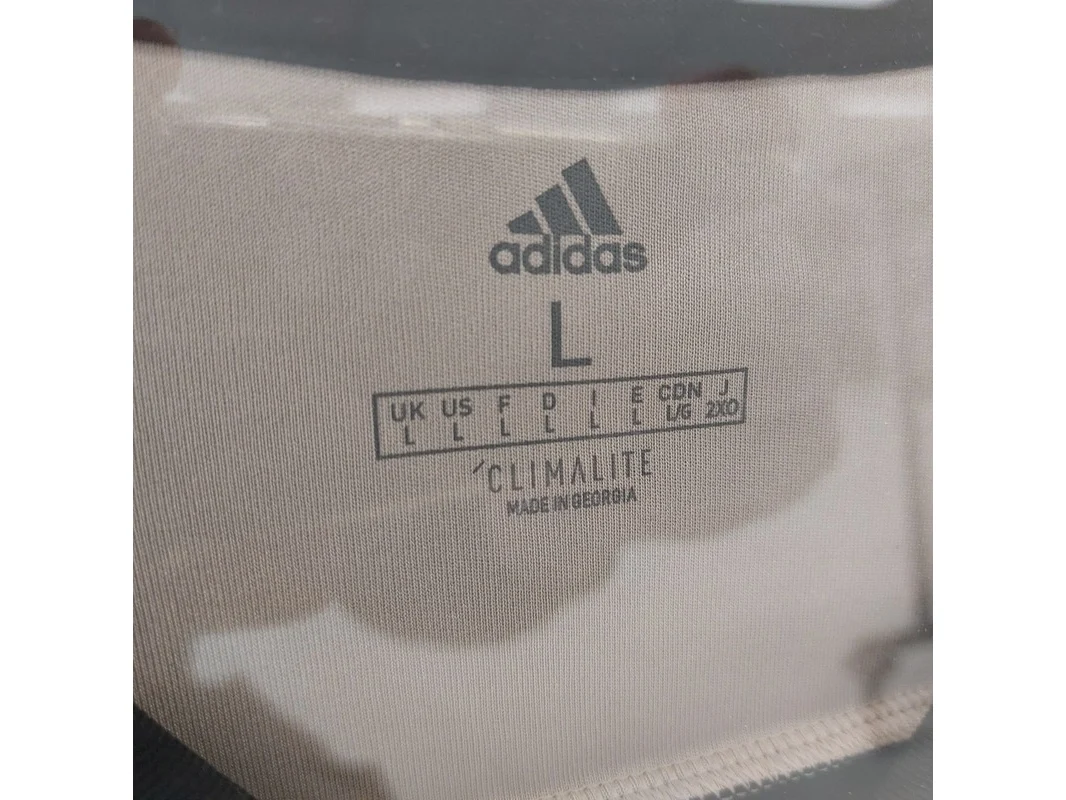 adidas
L
UK US F D I E CDN J
L L L L L L L/G 2XO
CLIMALITE
MADE IN GEORGIA